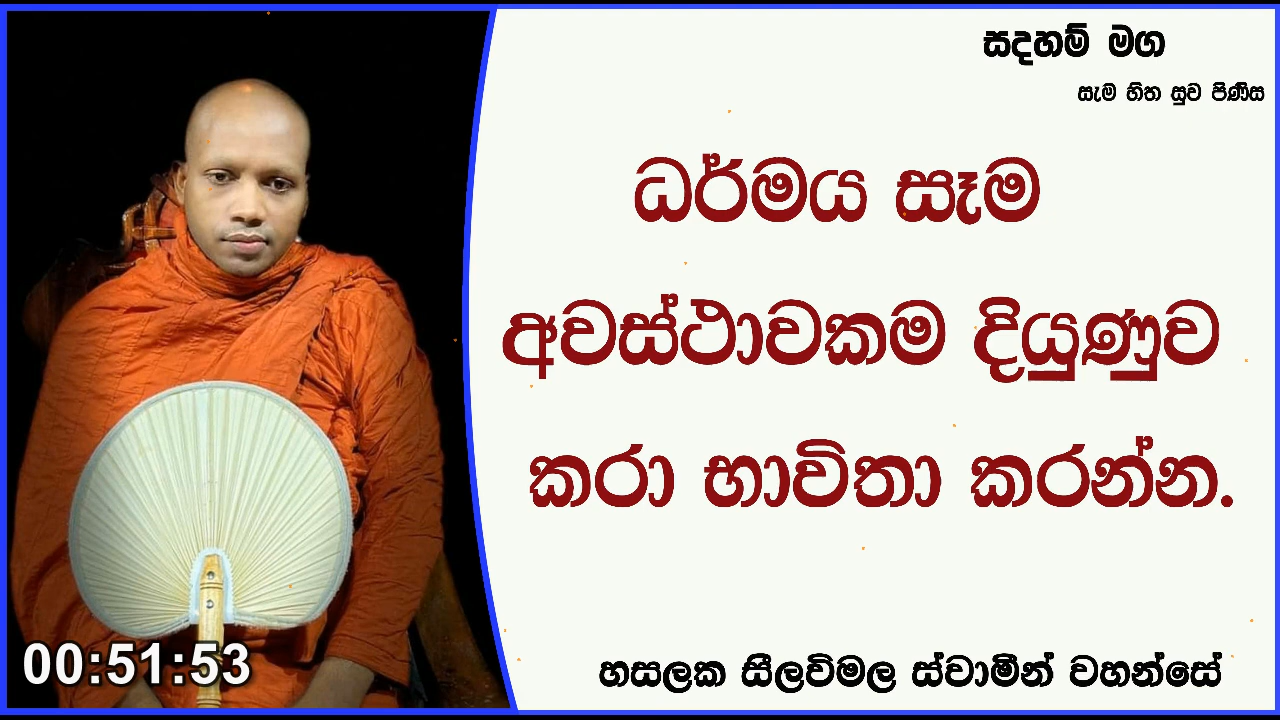 සදහම් මග
සැම හිත සුව පිණිස
ධර්මය සෑම
අවස්ථාවකම දියුණුව
කරා භාවිතා කරන්න.
00:51:53
හසලක සීලවිමල ස්වාමීන් වහන්සේ